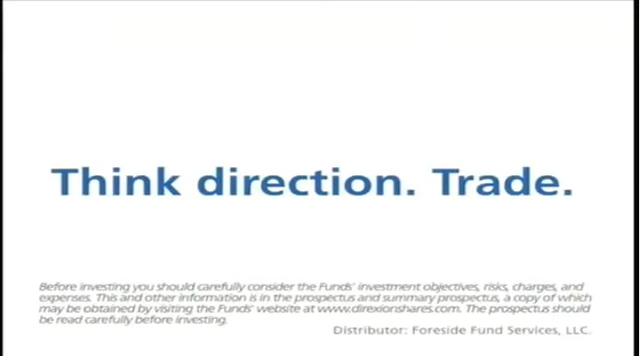 Think direction. Trade.
Before investing you should carefully consider the Funds' investment objectives, risks, charges, and
expenses. This and other information is in the prospectus and summary prospectus, a copy of which
may be obtained by visiting the Funds' website at www.direxionshares.com. The prospectus should
be read carefully before investing.
Distributor: Foreside Fund Services, LLC.